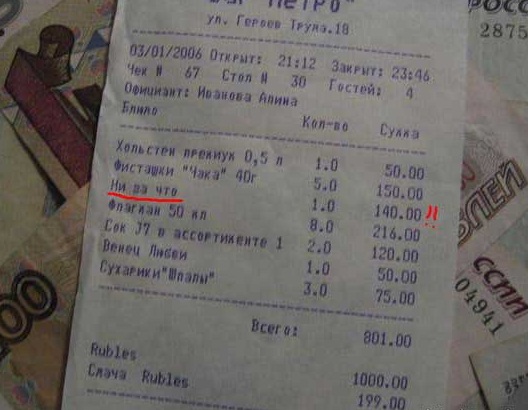 "МЕТРО"
ул. Героев Труда.18
03/01/2006 Открыт: 21:12 Закрыт: 23:46
Чек N 67 Стол N 30 Гостей: 4
Официант: Иванова Алина
Блюдо Кол-во Сумма
Хольстен премиум 0,5 л 1.0 50.00
Фисташки "Чака" 40г 5.0 150.00
Ни за что 1.0 140.00 !!
Флагман 50 мл 8.0 216.00
Сок J7 в ассортименте 1 2.0 120.00
Венец Любви 1.0 50.00
Сухарики"Шпалы" 3.0 75.00
Всего: 801.00
Rubles 1000.00
Сдача Rubles 199.00
2875
04941